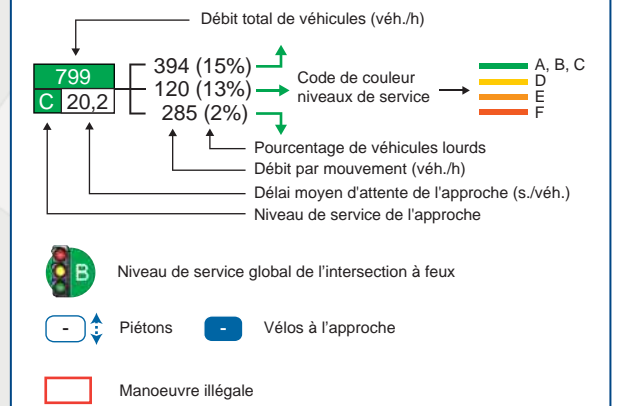 Débit total de véhicules (véh./h)
799
C 20,2
394 (15%)
120 (13%)
285 (2%)
Code de couleur
niveaux de service
A, B, C
D
E
F
Pourcentage de véhicules lourds
Débit par mouvement (véh./h)
Délai moyen d'attente de l'approche (s./véh.)
Niveau de service de l'approche
B Niveau de service global de l'intersection à feux
- Piétons - Vélos à l'approche
Manoeuvre illégale